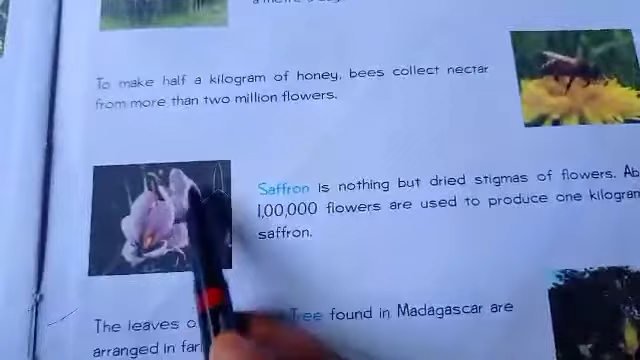 To make half a kilogram of honey, bees collect nectar
from more than two million flowers.
Saffron is nothing but dried stigmas of flowers. Ab
1,00,000 flowers are used to produce one kilogram
saffron.
The leaves o Tree found in Madagascar are
arranged in